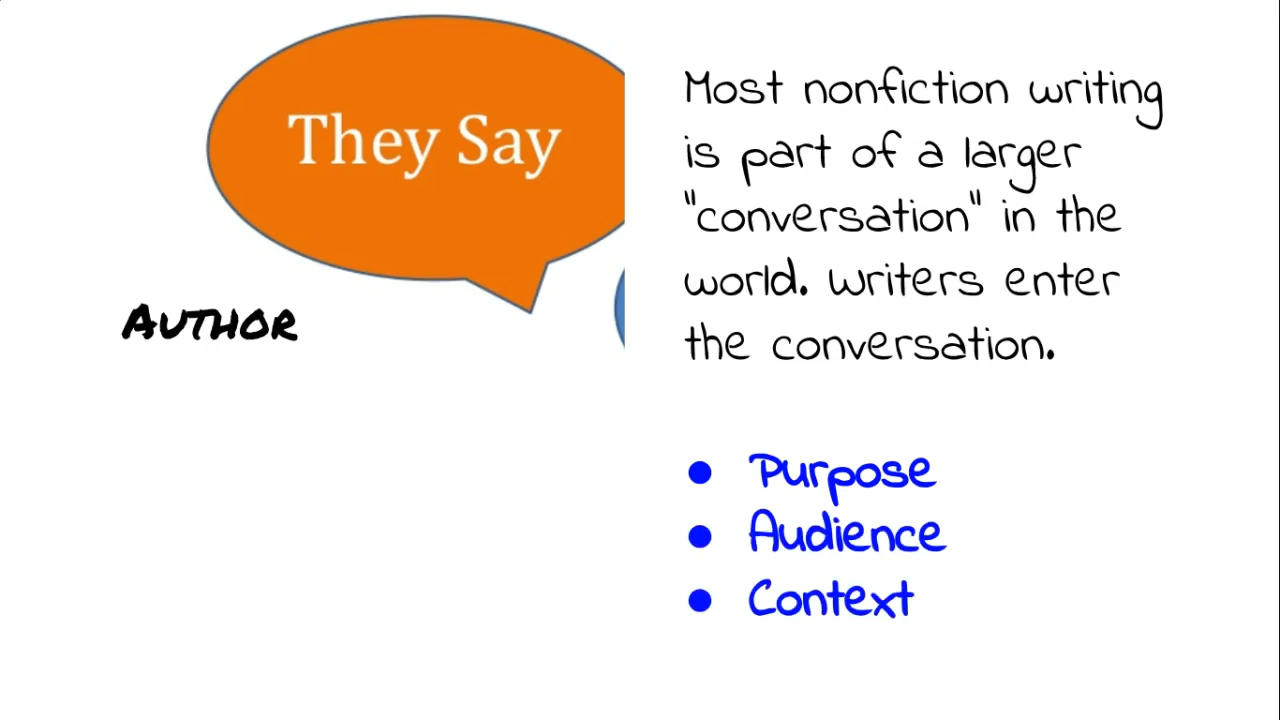 They Say
AUTHOR
Most nonfiction writing
is part of a larger
"conversation" in the
world. Writers enter
the conversation.
● Purpose
● Audience
● Context